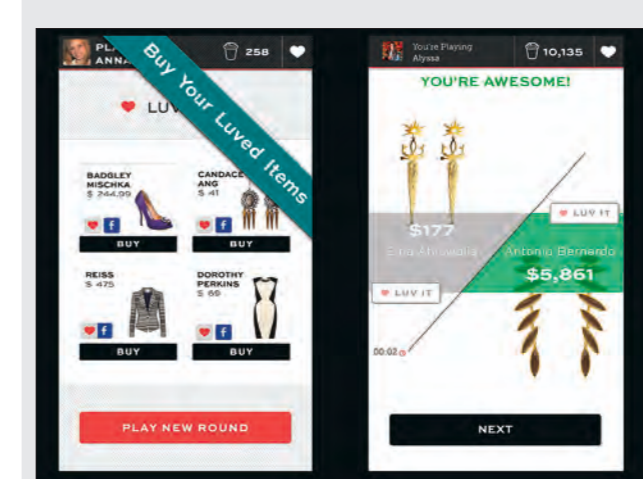 PL
ANNA
258
Buy Your Luved Items
LUV
BADGLEY
MISCHKA
$ 244.99
BUY
CANDACE
ANG
$ 41
BUY
REISS
$ 475
BUY
DOROTHY
PERKINS
$ 69
BUY
PLAY NEW ROUND
You're Playing
Alyssa
10,135
YOU'RE AWESOME!
LUV IT
$177
Antonio Bernardo
$5,861
LUV IT
00:02
NEXT